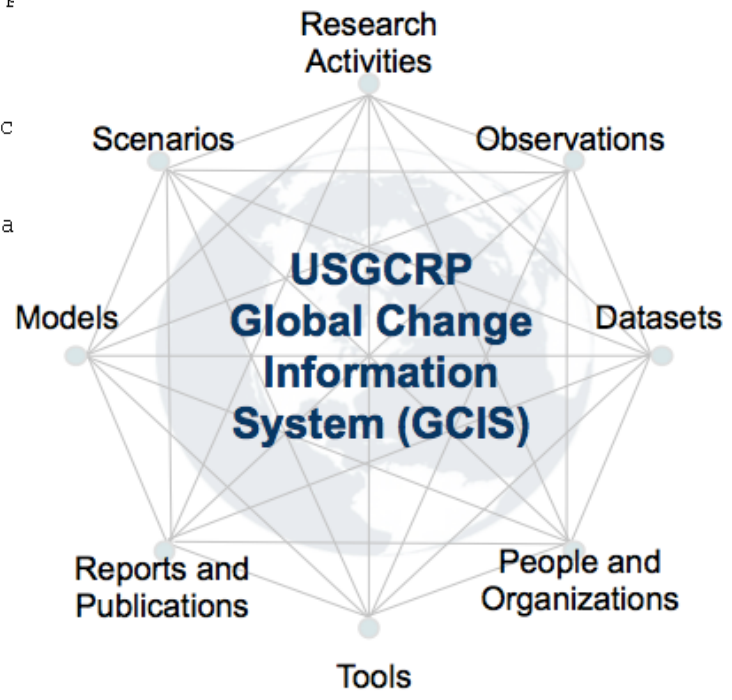 Research
Activities
c
Scenarios
Observations
a
USGCRP
Global Change
Information
System (GCIS)
Models
Datasets
Reports and
Publications
People and
Organizations
Tools